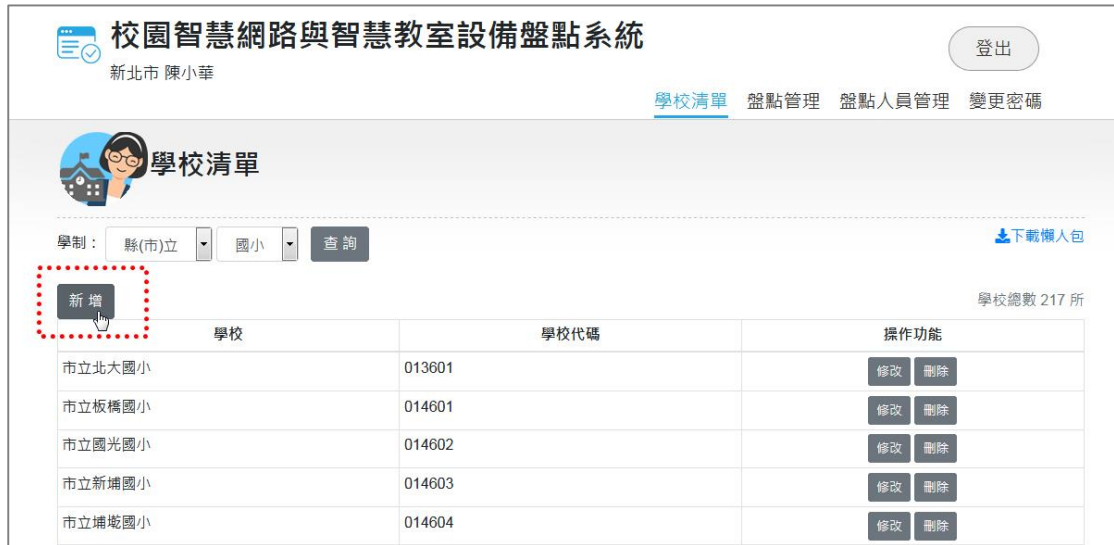 校園智慧網路與智慧教室設備盤點系統
登出
新北市 陳小華
學校清單 盤點管理 盤點人員管理 變更密碼
學校清單
學制： 縣(市)立 國小 查詢
下載懶人包
新增
學校總數 217 所
學校 學校代碼 操作功能
市立北大國小 013601 修改 刪除
市立板橋國小 014601 修改 刪除
市立國光國小 014602 修改 刪除
市立新埔國小 014603 修改 刪除
市立埔墘國小 014604 修改 刪除